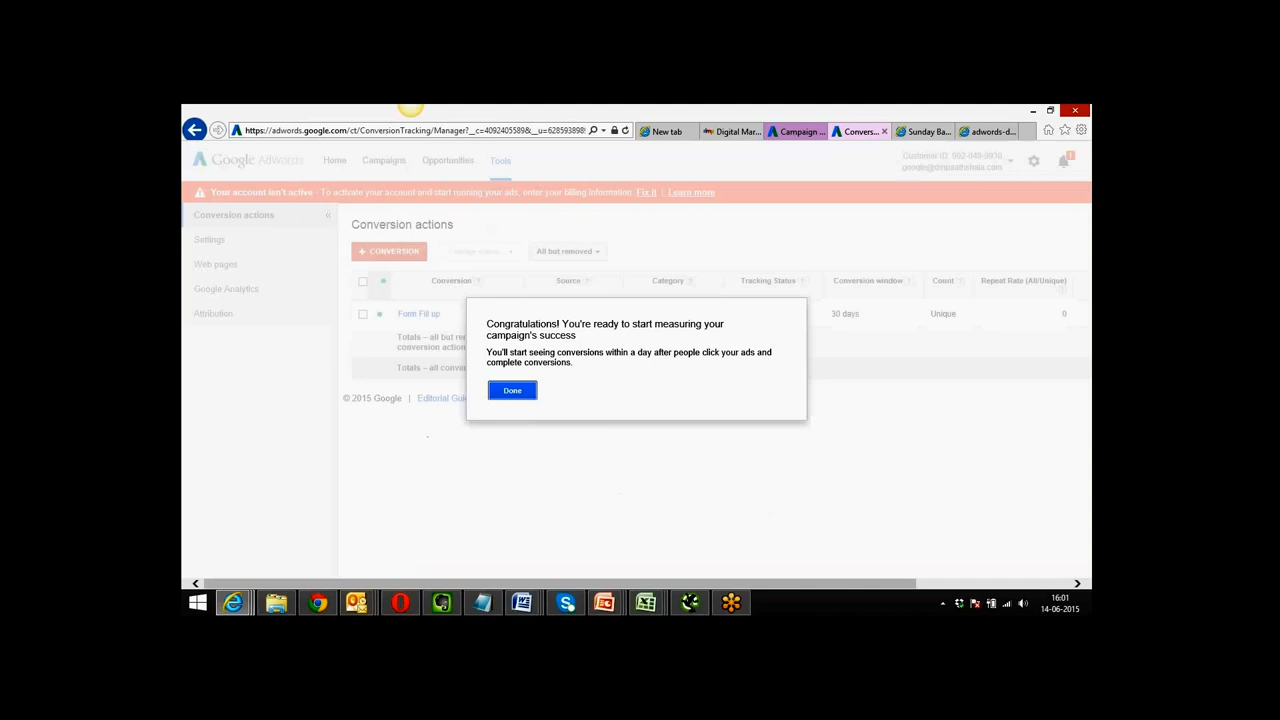 https://adwords.google.com/ct/ConversionTracking/Manager?__c=4092405589&__u=628593898
New tab
Digital Mar...
Campaign ...
Convers...
Sunday Ba...
adwords-d...
Google AdWords
Home
Campaigns
Opportunities
Tools
Customer ID:
Your account isn't active - To activate your account and start running your ads, enter your billing information. Fix it | Learn more
Conversion actions
Settings
Web pages
Google Analytics
Attribution
Conversion actions
+ CONVERSION
All but removed
Conversion ?
Source ?
Category ?
Tracking Status ?
Conversion window ?
Count ?
Repeat Rate (All/Unique)
Form Fill up
30 days
Unique
0
Totals – all but re
conversion action
Totals – all conve
© 2015 Google | Editorial Gui
Congratulations! You're ready to start measuring your
campaign's success
You'll start seeing conversions within a day after people click your ads and
complete conversions.
Done
16:01
14-06-2015